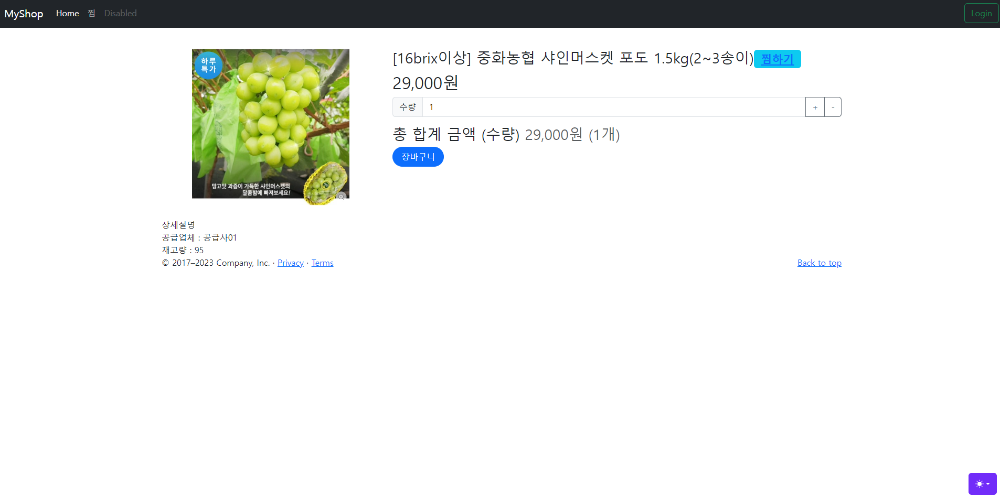 MyShop Home 찜 Disabled Login
하루
특가
망고맛 과즙이 가득한 샤인머스켓의
달콤함에 빠져보세요!
[16brix이상] 중화농협 샤인머스켓 포도 1.5kg(2~3송이) 찜하기
29,000원
수량 1 + -
총 합계 금액 (수량) 29,000원 (1개)
장바구니
상세설명
공급업체 : 공급사01
재고량 : 95
© 2017–2023 Company, Inc. · Privacy · Terms Back to top